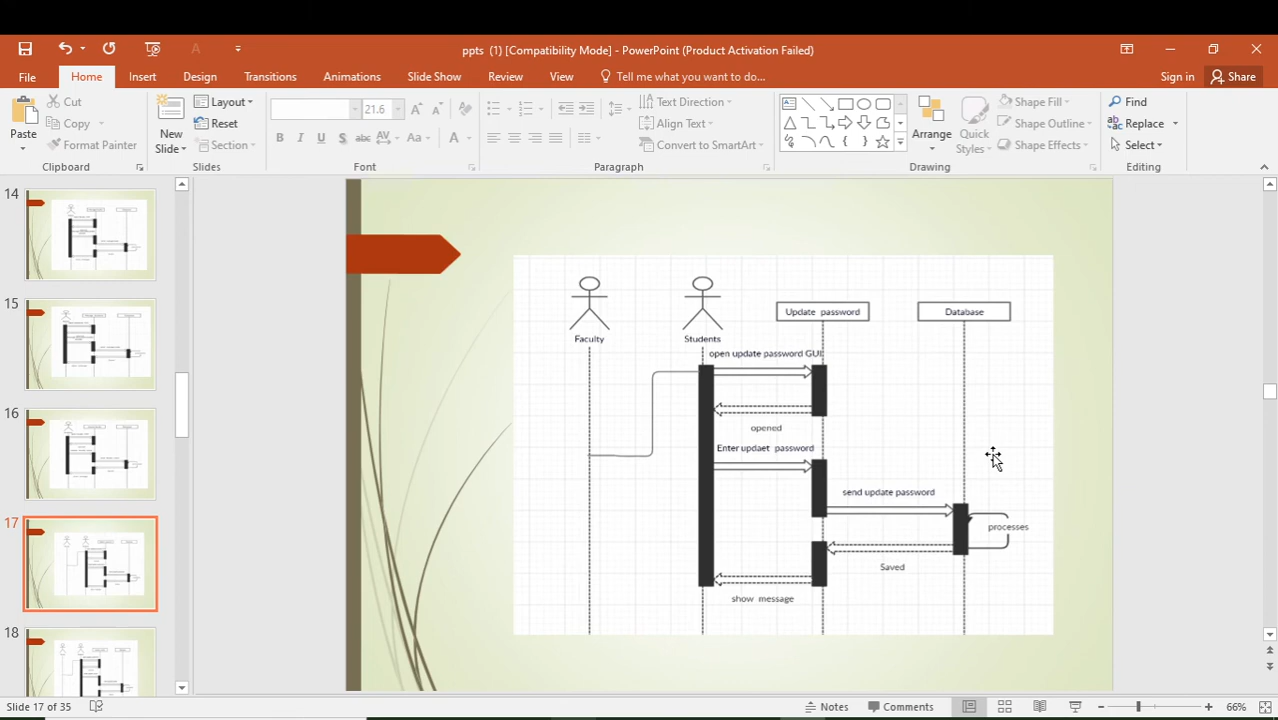 ppts (1) [Compatibility Mode] - PowerPoint (Product Activation Failed)
File Home Insert Design Transitions Animations Slide Show Review View Tell me what you want to do... Sign in Share
Paste
Cut
Copy
Format Painter
Clipboard
New Slide
Layout
Reset
Section
Slides
21.6
B I U S abc AV Aa A
Font
Text Direction
Align Text
Convert to SmartArt
Paragraph
Arrange
Quick Styles
Shape Fill
Shape Outline
Shape Effects
Drawing
Find
Replace
Select
Editing
14
15
16
17
18
Faculty
Students
Update password
Database
open update password GUI
opened
Enter updaet password
send update password
processes
Saved
show message
Slide 17 of 35
Notes
Comments
66%